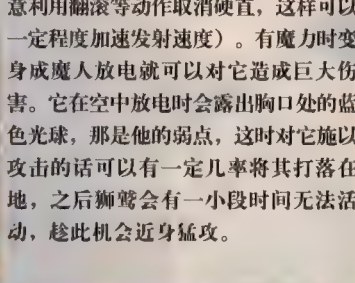 意利用翻滚等动作取消硬直，这样可以
一定程度加速发射速度）。有魔力时变
身成魔人放电就可以对它造成巨大伤
害。它在空中放电时会露出胸口处的蓝
色光球，那是他的弱点，这时对它施以
攻击的话可以有一定几率将其打落在
地，之后狮鹫会有一小段时间无法活
动，趁此机会近身猛攻。